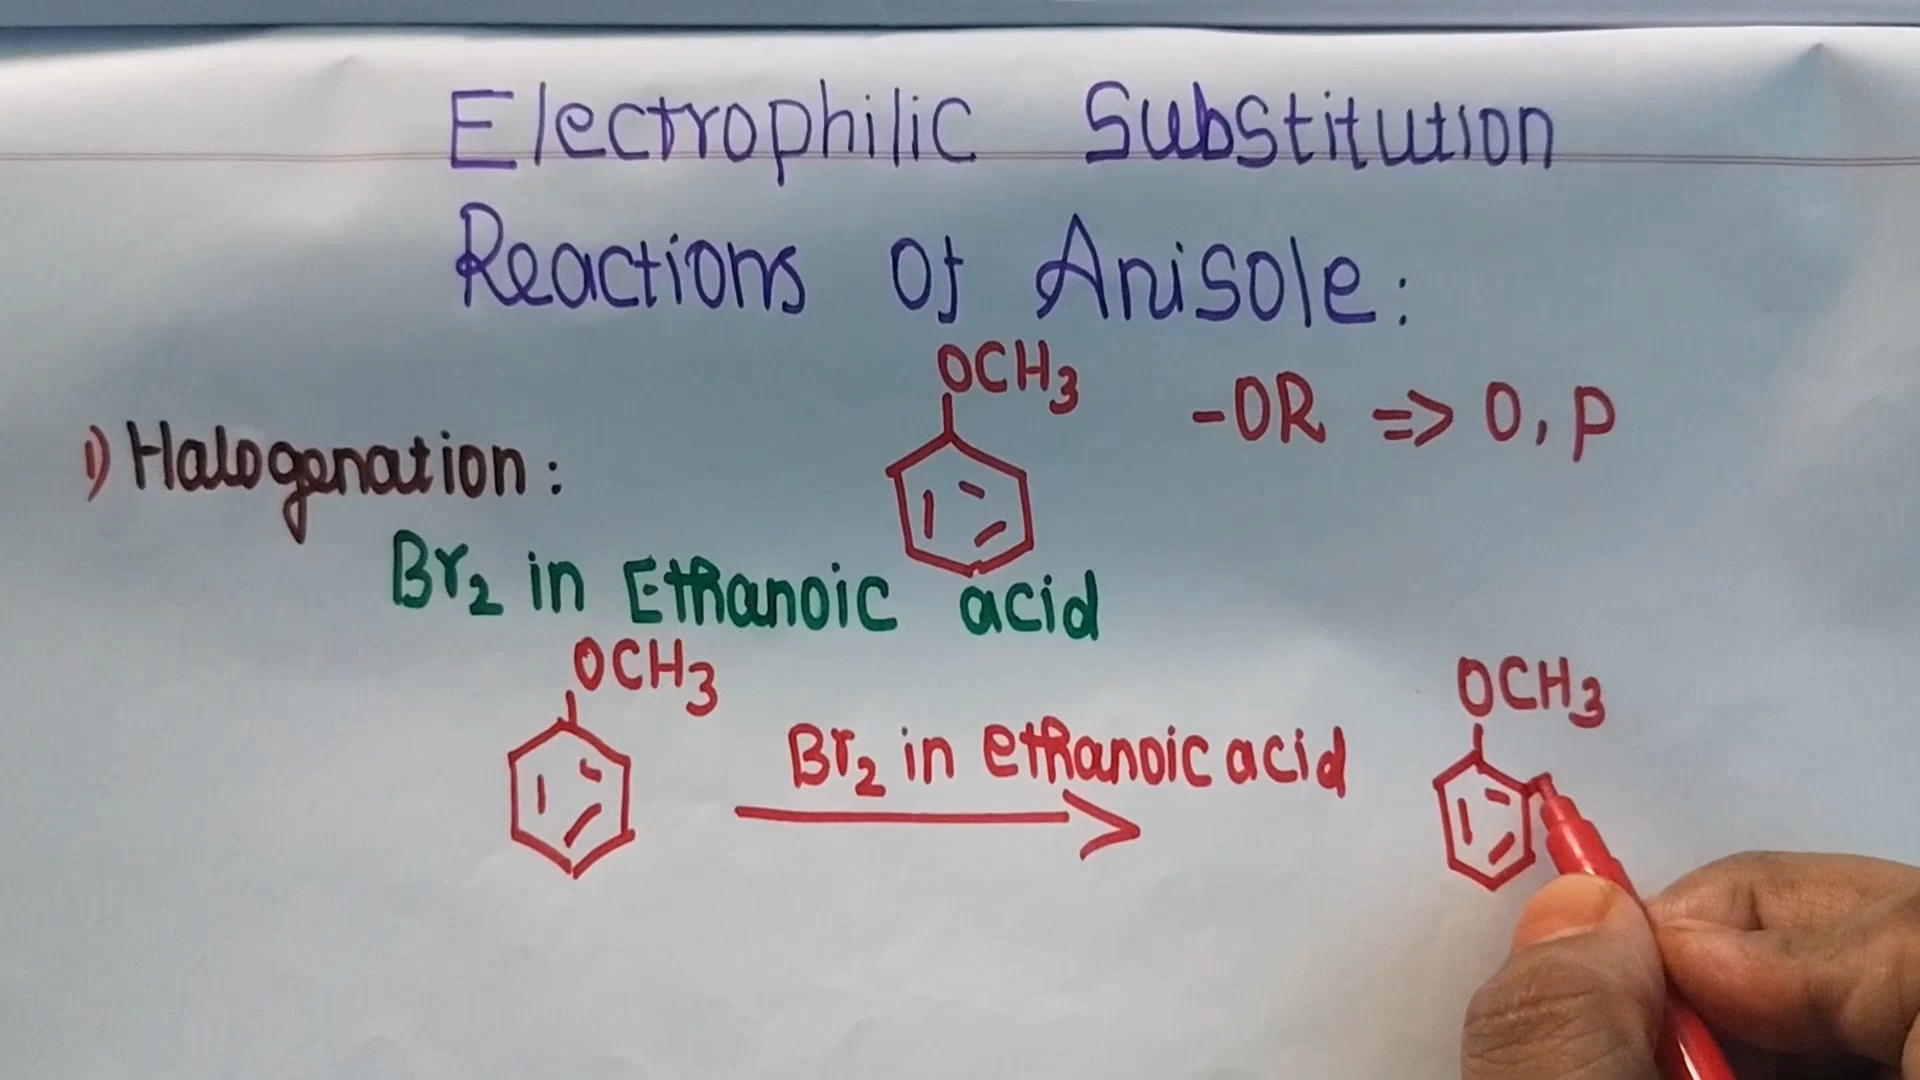 Electrophilic Substitution
Reactions Of Anisole:
OCH3
-OR => O, P
1) Halogenation:
Br2 in Ethanoic acid
OCH3
Br2 in ethanoic acid
OCH3